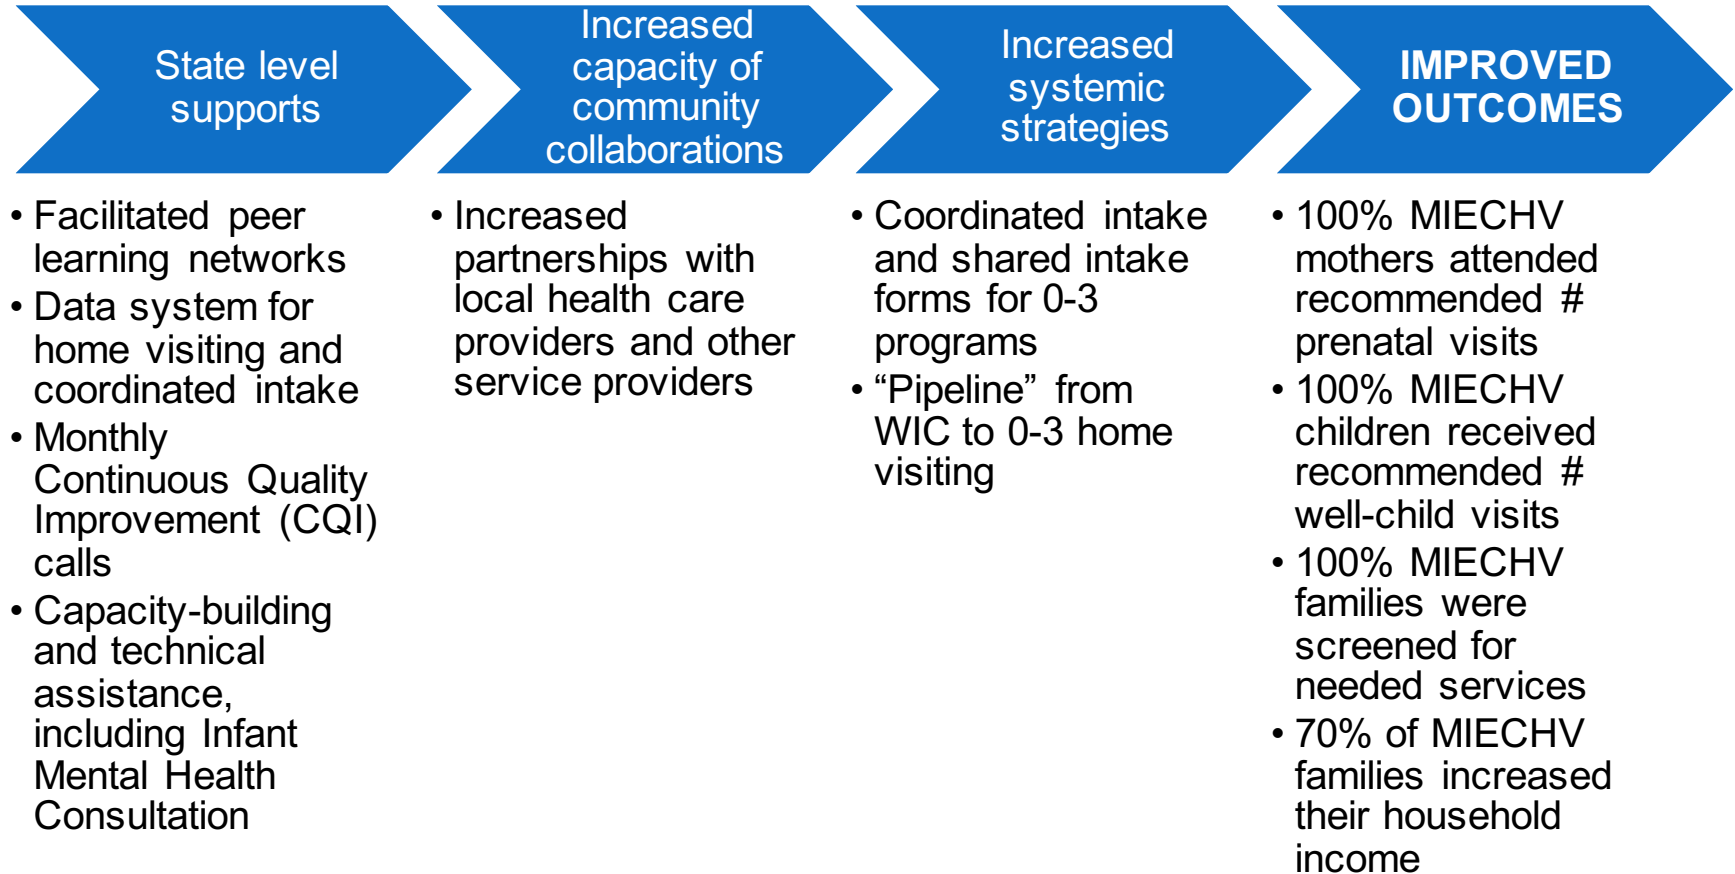 State level
supports
• Facilitated peer
learning networks
• Data system for
home visiting and
coordinated intake
• Monthly
Continuous Quality
Improvement (CQI)
calls
• Capacity-building
and technical
assistance,
including Infant
Mental Health
Consultation
Increased
capacity of
community
collaborations
• Increased
partnerships with
local health care
providers and other
service providers
Increased
systemic
strategies
• Coordinated intake
and shared intake
forms for 0-3
programs
• “Pipeline” from
WIC to 0-3 home
visiting
IMPROVED
OUTCOMES
• 100% MIECHV
mothers attended
recommended #
prenatal visits
• 100% MIECHV
children received
recommended #
well-child visits
• 100% MIECHV
families were
screened for
needed services
• 70% of MIECHV
families increased
their household
income